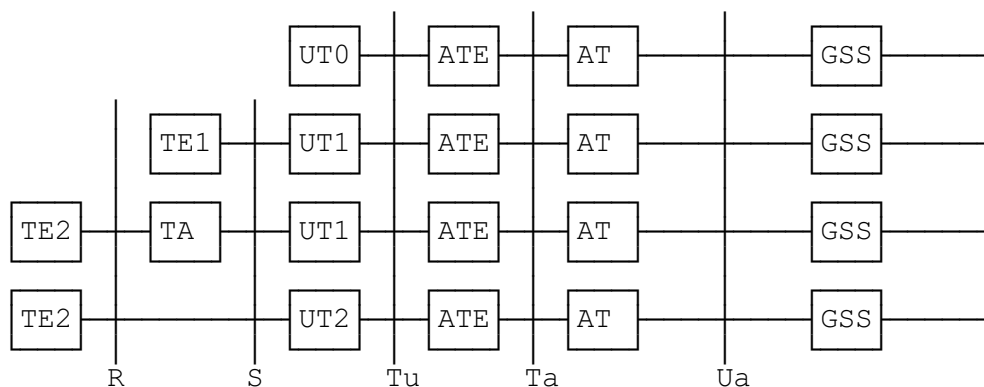 UT0 ATE AT GSS
TE1 UT1 ATE AT GSS
TE2 TA UT1 ATE AT GSS
TE2 UT2 ATE AT GSS
R S Tu Ta Ua